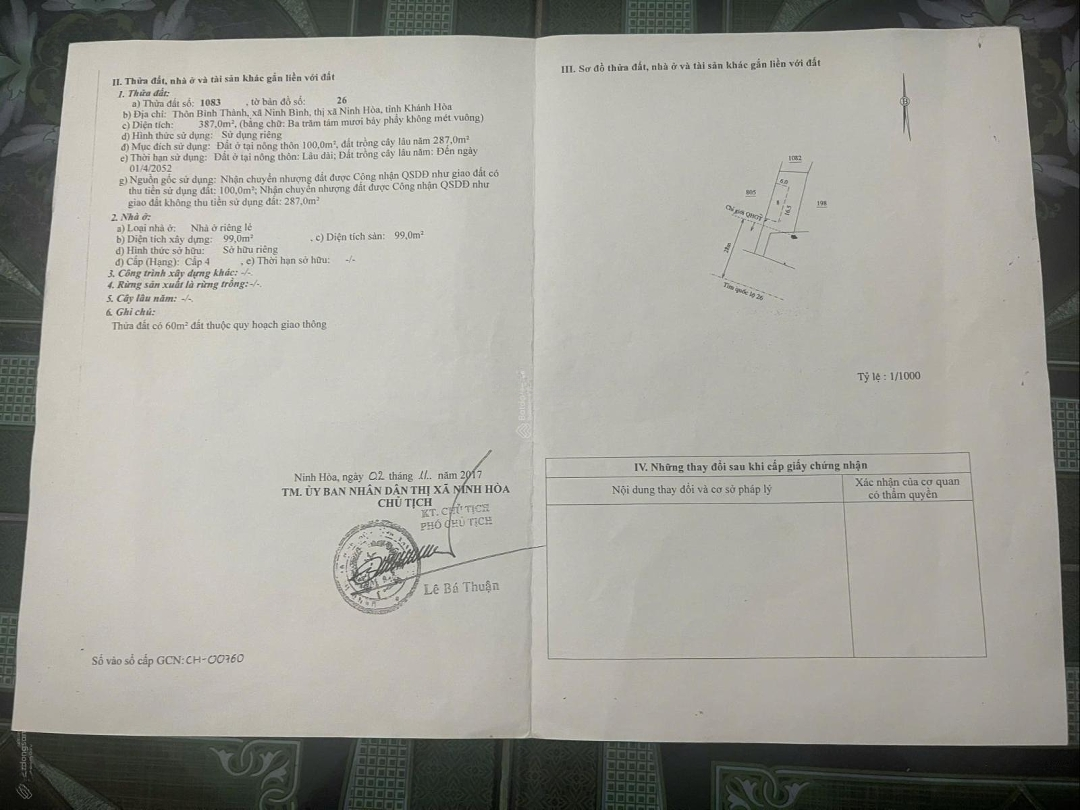 II. Thửa đất, nhà ở và tài sản khác gắn liền với đất
1. Thửa đất:
a) Thửa đất số: 1083 , tờ bản đồ số: 26
b) Địa chỉ: Thôn Bình Thành, xã Ninh Bình, thị xã Ninh Hòa, tỉnh Khánh Hòa
c) Diện tích: 387,0m², (bằng chữ: Ba trăm tám mươi bảy phẩy không mét vuông)
d) Hình thức sử dụng: Sử dụng riêng
đ) Mục đích sử dụng: Đất ở tại nông thôn 100,0m², đất trồng cây lâu năm 287,0m²
e) Thời hạn sử dụng: Đất ở tại nông thôn: Lâu dài; Đất trồng cây lâu năm: Đến ngày
01/4/2052
g) Nguồn gốc sử dụng: Nhận chuyển nhượng đất được Công nhận QSDĐ như giao đất có
thu tiền sử dụng đất: 100,0m²; Nhận chuyển nhượng đất được Công nhận QSDĐ như
giao đất không thu tiền sử dụng đất: 287,0m²
2. Nhà ở:
a) Loại nhà ở: Nhà ở riêng lẻ
b) Diện tích xây dựng: 99,0m² , c) Diện tích sàn: 99,0m²
d) Hình thức sở hữu: Sở hữu riêng
đ) Cấp (Hạng): Cấp 4 , e) Thời hạn sở hữu: -/-
3. Công trình xây dựng khác: -/-.
4. Rừng sản xuất là rừng trồng:-/-.
5. Cây lâu năm: -/-.
6. Ghi chú:
Thửa đất có 60m² đất thuộc quy hoạch giao thông
Ninh Hòa, ngày 02 tháng 11 năm 2017
TM. ỦY BAN NHÂN DÂN THỊ XÃ NINH HÒA
CHỦ TỊCH
KT. CHỦ TỊCH
PHÓ CHỦ TỊCH
Lê Bá Thuận
Số vào sổ cấp GCN: CH-00760
III. Sơ đồ thửa đất, nhà ở và tài sản khác gắn liền với đất
B
1082
6.0
805
8
16.5
198
Chỉ giới QHGT
28m
Tim quốc lộ 26
Tỷ lệ : 1/1000
IV. Những thay đổi sau khi cấp giấy chứng nhận
Nội dung thay đổi và cơ sở pháp lý
Xác nhận của cơ quan
có thẩm quyền